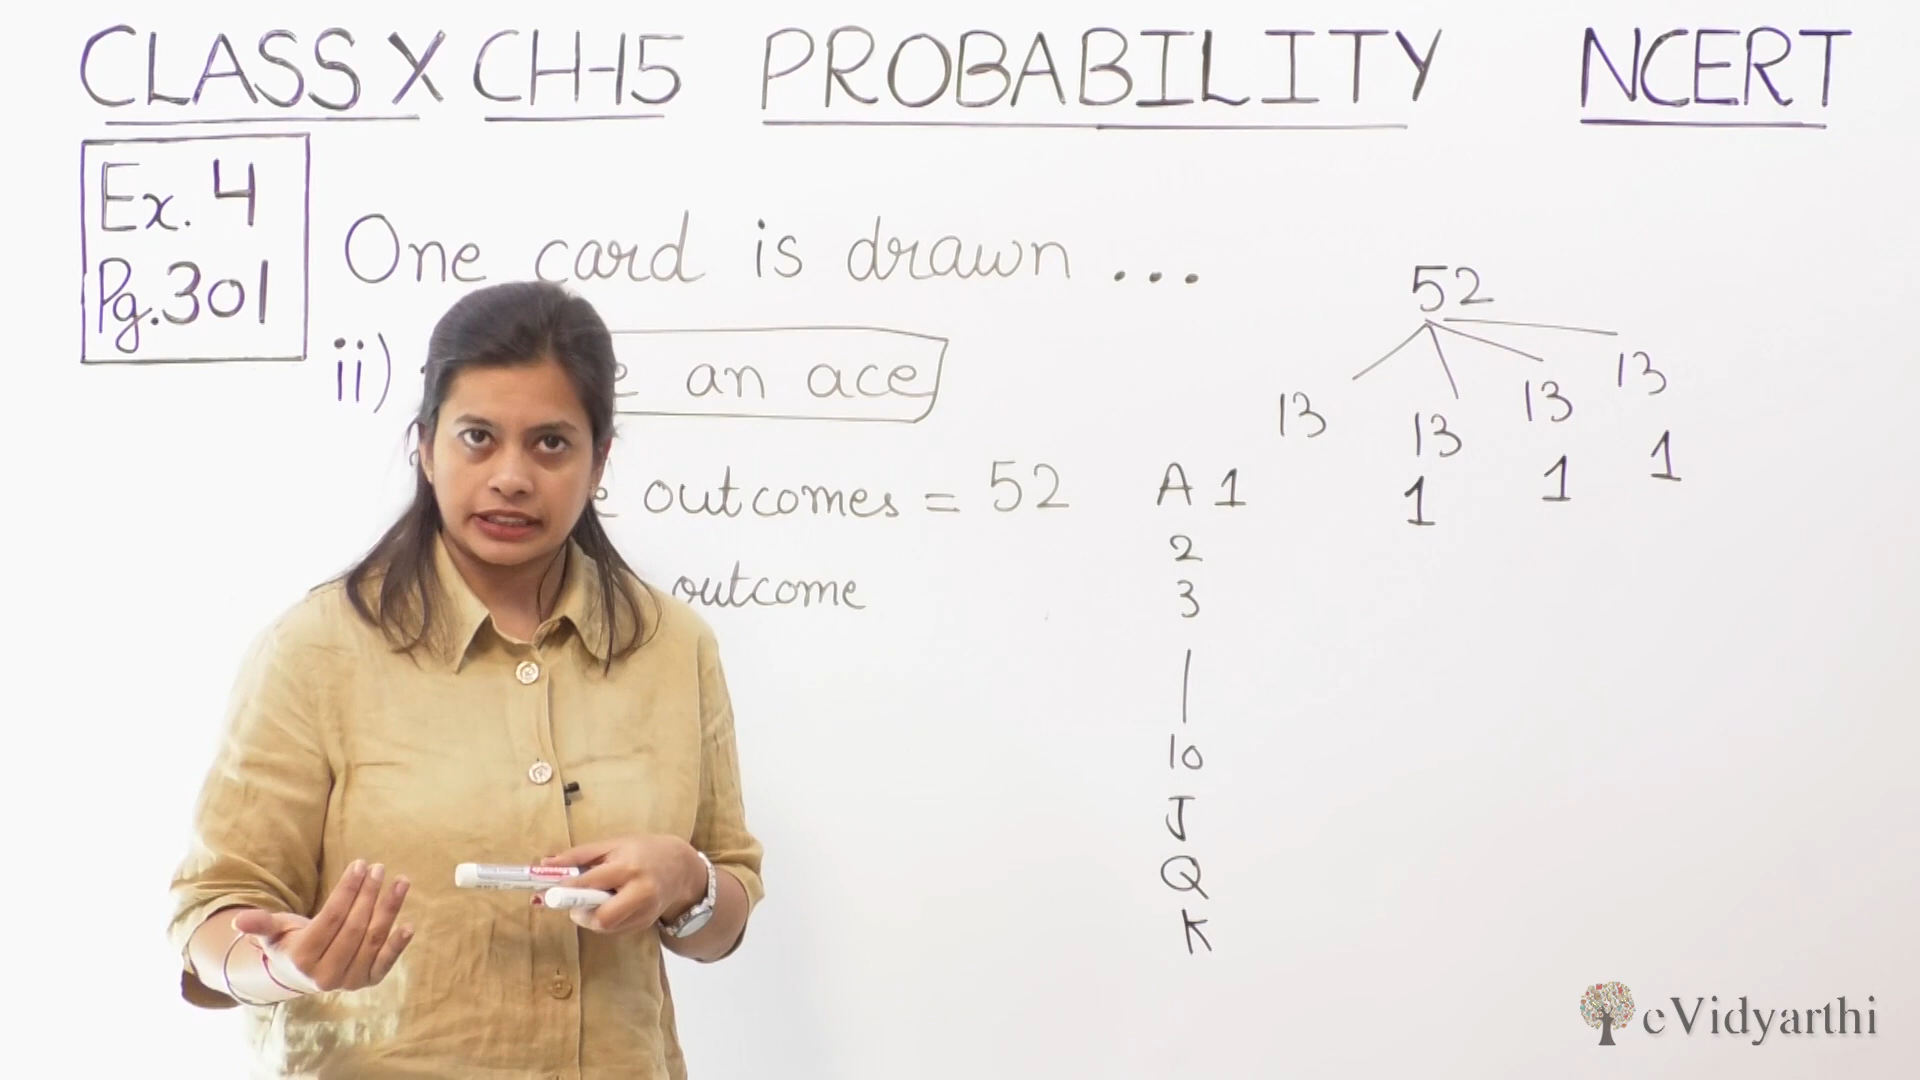 CLASS X CH-15 PROBABILITY NCERT
Ex. 4
Pg.301
One card is drawn ...
ii) an ace
outcomes = 52
outcome
52
13 13 13 13
A 1 1 1 1
2
3
|
10
J
Q
K
eVidyarthi